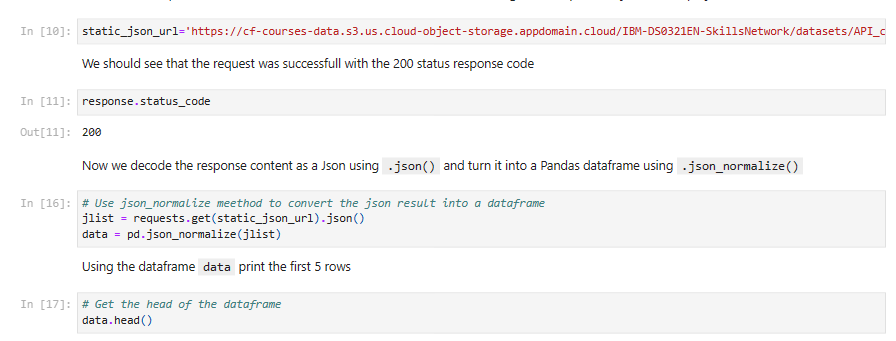 In [10]: static_json_url='https://cf-courses-data.s3.us.cloud-object-storage.appdomain.cloud/IBM-DS0321EN-SkillsNetwork/datasets/API_c
We should see that the request was successfull with the 200 status response code
In [11]: response.status_code
Out[11]: 200
Now we decode the response content as a Json using .json() and turn it into a Pandas dataframe using .json_normalize()
In [16]: # Use json_normalize meethod to convert the json result into a dataframe
jlist = requests.get(static_json_url).json()
data = pd.json_normalize(jlist)
Using the dataframe data print the first 5 rows
In [17]: # Get the head of the dataframe
data.head()